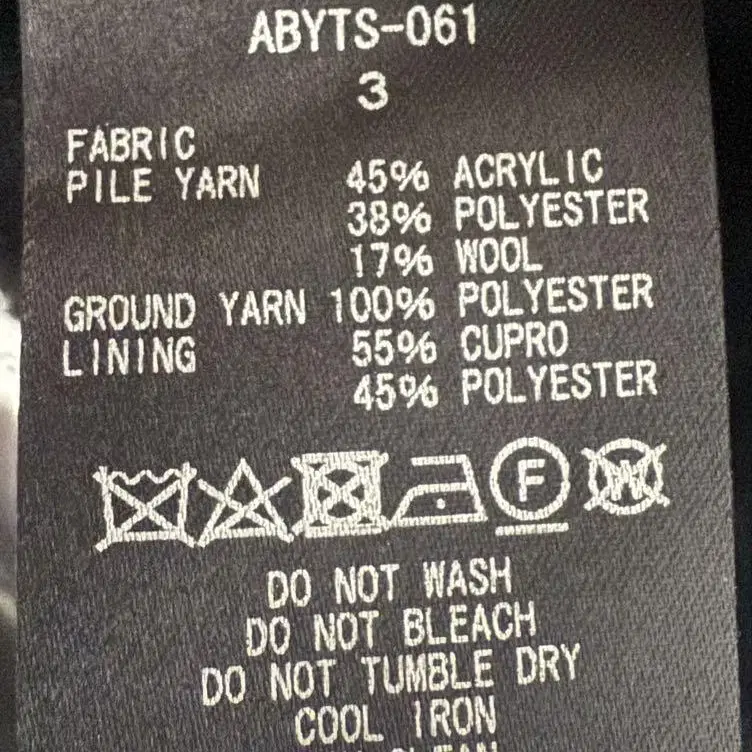 ABYTS-061
3
FABRIC
PILE YARN 45% ACRYLIC
38% POLYESTER
17% WOOL
GROUND YARN 100% POLYESTER
LINING 55% CUPRO
45% POLYESTER
F W
DO NOT WASH
DO NOT BLEACH
DO NOT TUMBLE DRY
COOL IRON